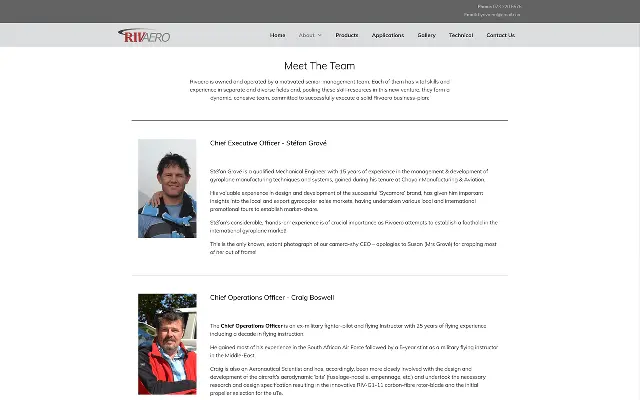 RIVAERO
Home About Products Applications Gallery Technical Contact Us
Meet The Team
Rivaero is owned and operated by a motivated senior management team. Each of them has vital skills and
experience in separate and diverse fields and, pooling these skill-resources in this new venture, they form a
dynamic, cohesive team, committed to successfully execute a solid Rivaero business-plan;
Chief Executive Officer - Stéfan Grové
Stéfan Grové is a qualified Mechanical Engineer with 15 years of experience in the management & development of
gyroplane manufacturing techniques and systems, gained during his tenure at Chayair Manufacturing & Aviation.
His valuable experience in design and development of the successful 'Sycamore' brand, has given him important
insights into the local and export gyrocopter sales markets, having undertaken various local and international
promotional tours to establish market-share.
Stéfan's considerable, 'hands-on' experience is of crucial importance as Rivaero attempts to establish a foothold in the
international gyroplane market!
This is the only known, extant photograph of our camera-shy CEO – apologies to Susan (Mrs Grové) for cropping most
of her out of frame!
Chief Operations Officer - Craig Boswell
The Chief Operations Officer is an ex-military fighter-pilot and flying instructor with 25 years of flying experience
including a decade in flying instruction.
He gained most of his experience in the South African Air Force followed by a 5-year stint as a military flying instructor
in the Middle-East.
Craig is also an Aeronautical Scientist and has, accordingly, been more closely involved with the design and
development of the aircraft's aerodynamic 'bits' (fuselage-nacelle, empennage, etc) and undertook the necessary
research and design specification resulting in the innovative RIV-G1-11 carbon-fibre rotor-blade and the initial
propeller selection for the